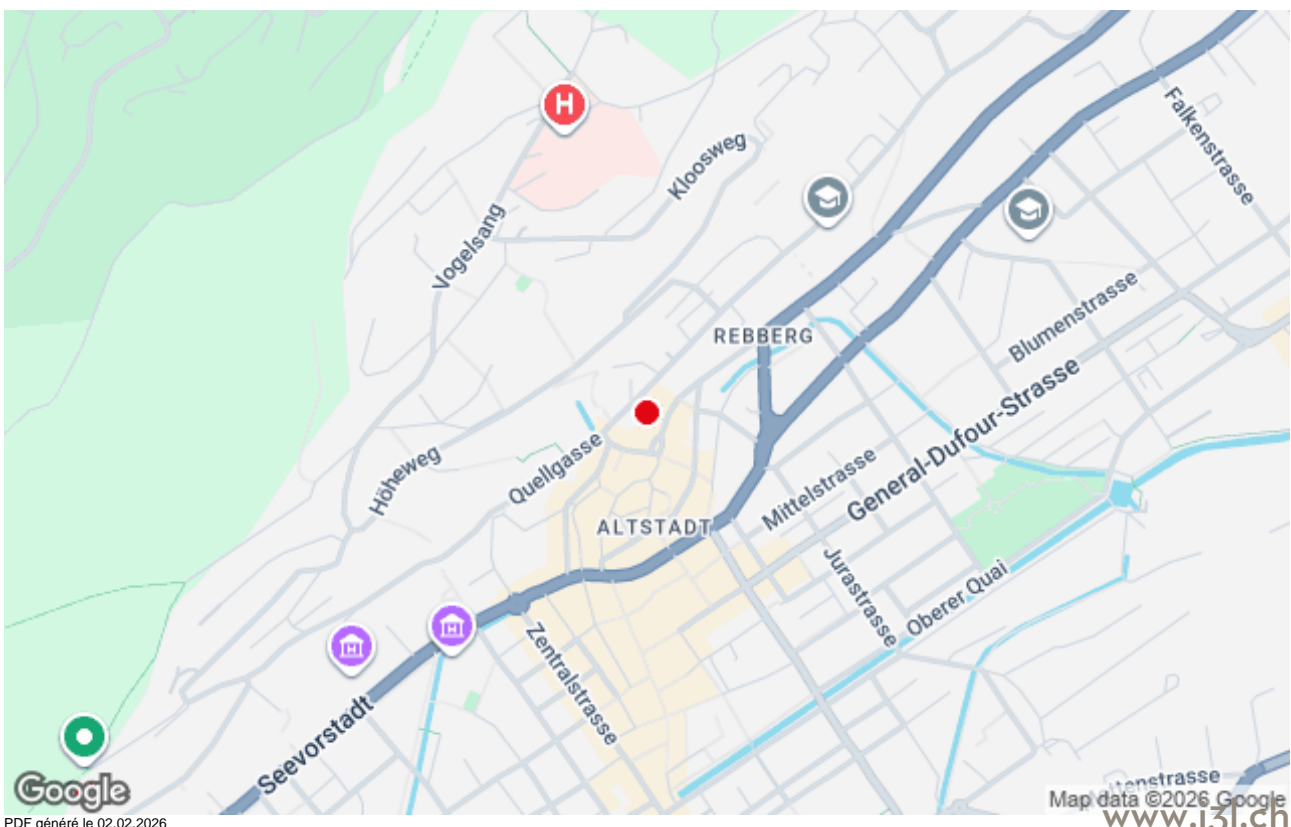 H
Falkenstrasse
Kloosweg
Vogelsang
REBBERG
Blumenstrasse
General-Dufour-Strasse
Höheweg
Quellgasse
Mittelstrasse
ALTSTADT
Jurastrasse
Oberer Quai
Zentralstrasse
Seevorstadt
Google
Map data ©2026 Google
PDF généré le 02.02.2026
www.i3l.ch